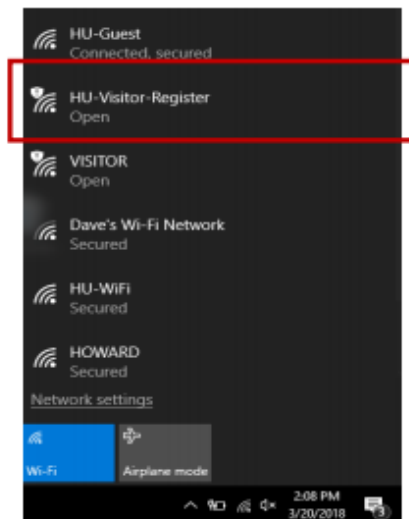 HU-Guest
Connected, secured
HU-Visitor-Register
Open
VISITOR
Open
Dave's Wi-Fi Network
Secured
HU-WiFi
Secured
HOWARD
Secured
Network settings
Wi-Fi
Airplane mode
2:08 PM
3/20/2018
3